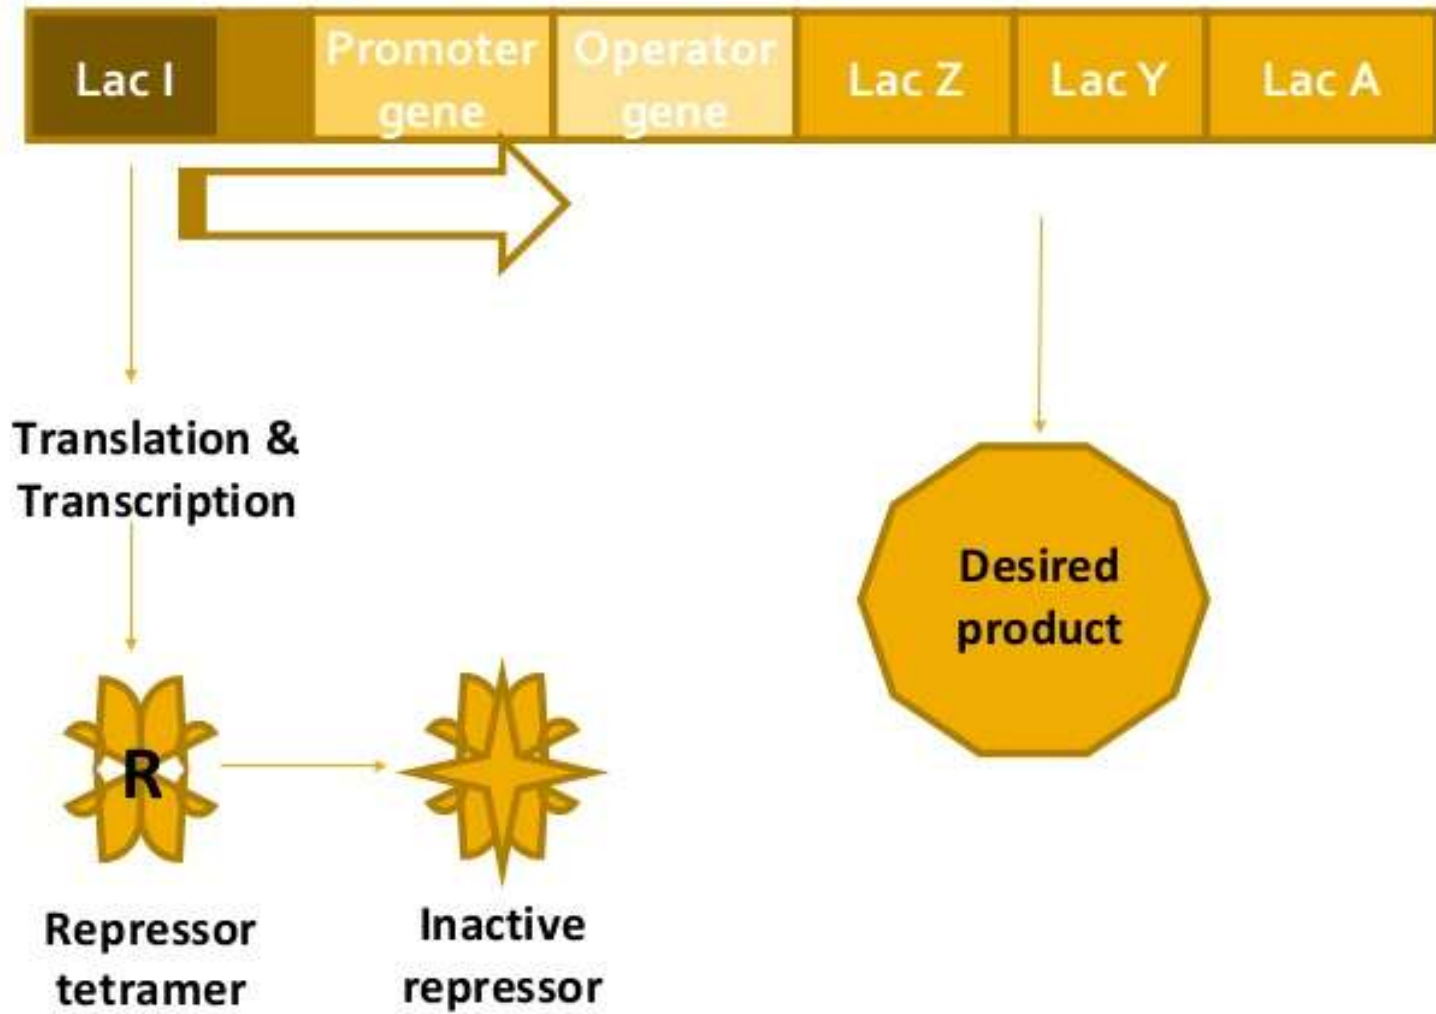 Lac I
Promoter
gene
Operator
gene
Lac Z
Lac Y
Lac A
Translation &
Transcription
Desired
product
R
Repressor
tetramer
Inactive
repressor